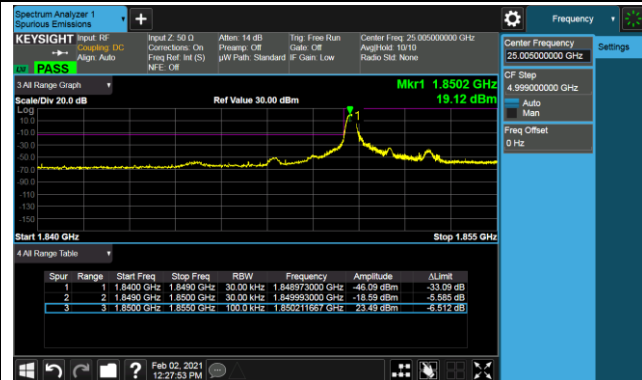 Spectrum Analyzer 1
Spurious Emissions
Frequency
KEYSIGHT
Input: RF
Coupling: DC
Align: Auto
Input Z: 50 Ω
Corrections: On
Freq Ref: Int (S)
NFE: Off
Atten: 14 dB
Preamp: Off
µW Path: Standard
Trig: Free Run
Gate: Off
IF Gain: Low
Center Freq: 25.005000000 GHz
Avg|Hold: 10/10
Radio Std: None
PASS
Center Frequency
25.005000000 GHz
Settings
CF Step
4.999000000 GHz
Auto
Man
Freq Offset
0 Hz
3 All Range Graph
Mkr1 1.8502 GHz
Scale/Div 20.0 dB
Ref Value 30.00 dBm
19.12 dBm
Log
10.0
-10.0
-30.0
-50.0
-70.0
-90.0
-110
-130
-150
1
Start 1.840 GHz
Stop 1.855 GHz
4 All Range Table
Spur Range Start Freq Stop Freq RBW Frequency Amplitude ΔLimit
1 1 1.8400 GHz 1.8490 GHz 30.00 kHz 1.848973000 GHz -46.09 dBm -33.09 dB
2 2 1.8490 GHz 1.8500 GHz 30.00 kHz 1.849993000 GHz -18.59 dBm -5.585 dB
3 3 1.8500 GHz 1.8550 GHz 100.0 kHz 1.850211667 GHz 23.49 dBm -6.512 dB
Feb 02, 2021
12:27:53 PM